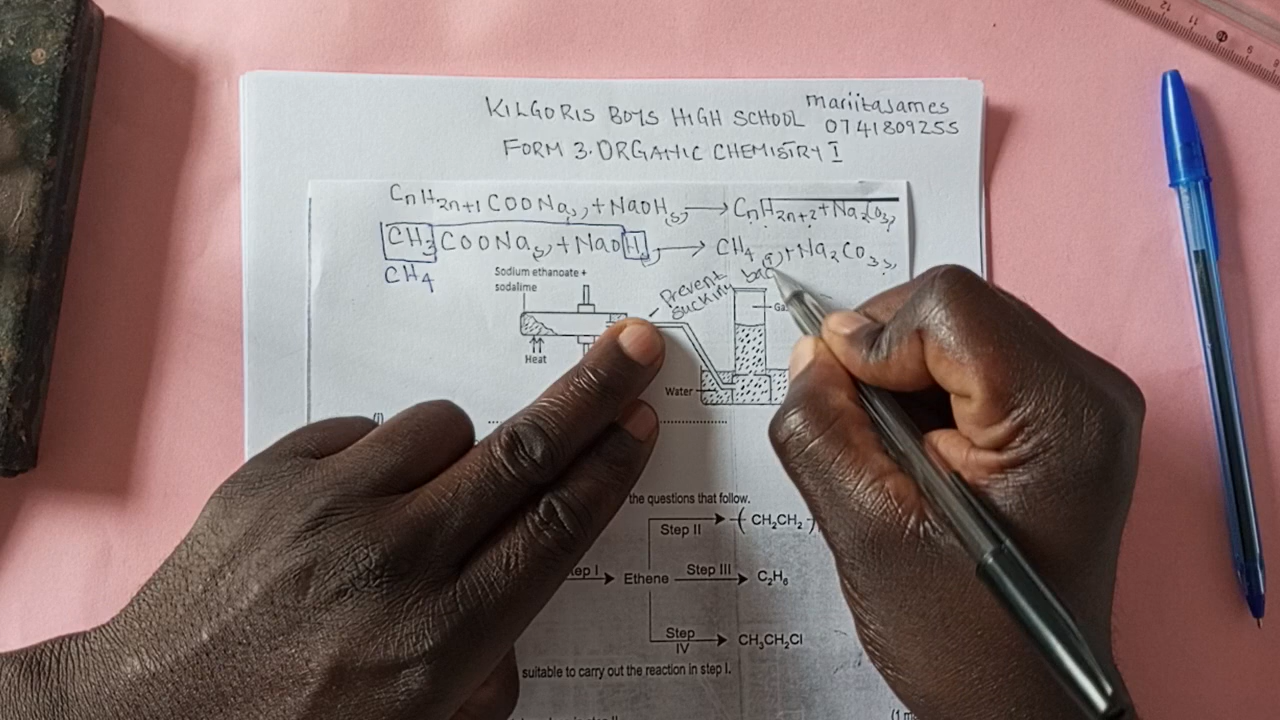 KILGORIS BOYS HIGH SCHOOL
mariitajames
0741809255
FORM 3. ORGANIC CHEMISTRY I
CnH2n+1COONa(s) + NaOH(s) → CnH2n+2 + Na2CO3(s)
CH3COONa(s) + NaOH(s) → CH4(g) + Na2CO3(s)
CH4
Prevent
sucking
Sodium ethanoate +
sodalime
Heat
Water
the questions that follow.
Step II
( CH2CH2 )
Ethene
Step III
C2H6
Step
IV
CH3CH2Cl
suitable to carry out the reaction in step I.